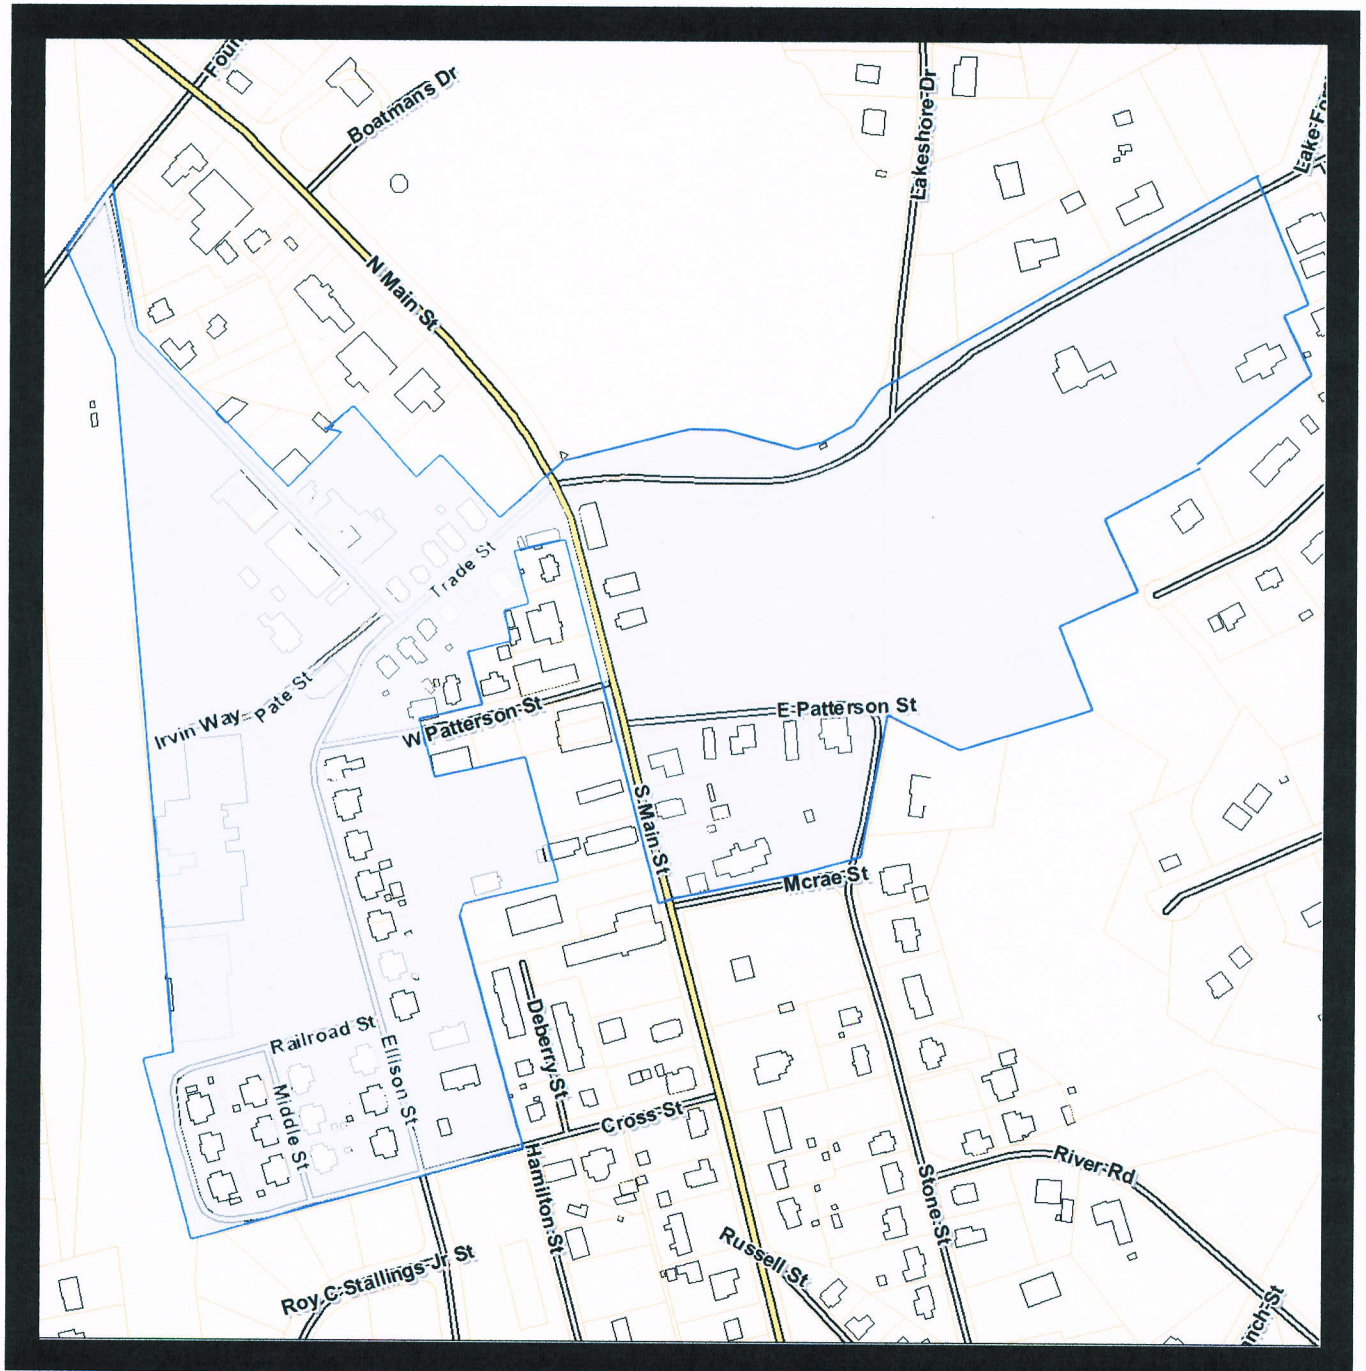 Boatmans Dr
Lakeshore Dr
N Main St
Trade St
Irvin Way
Pate St
W Patterson St
E Patterson St
S Main St
Mcrae St
Railroad St
Middle St
Ellison St
Deberry St
Cross St
Hamilton St
Stone St
River Rd
Russell St
Roy C Stallings Jr St